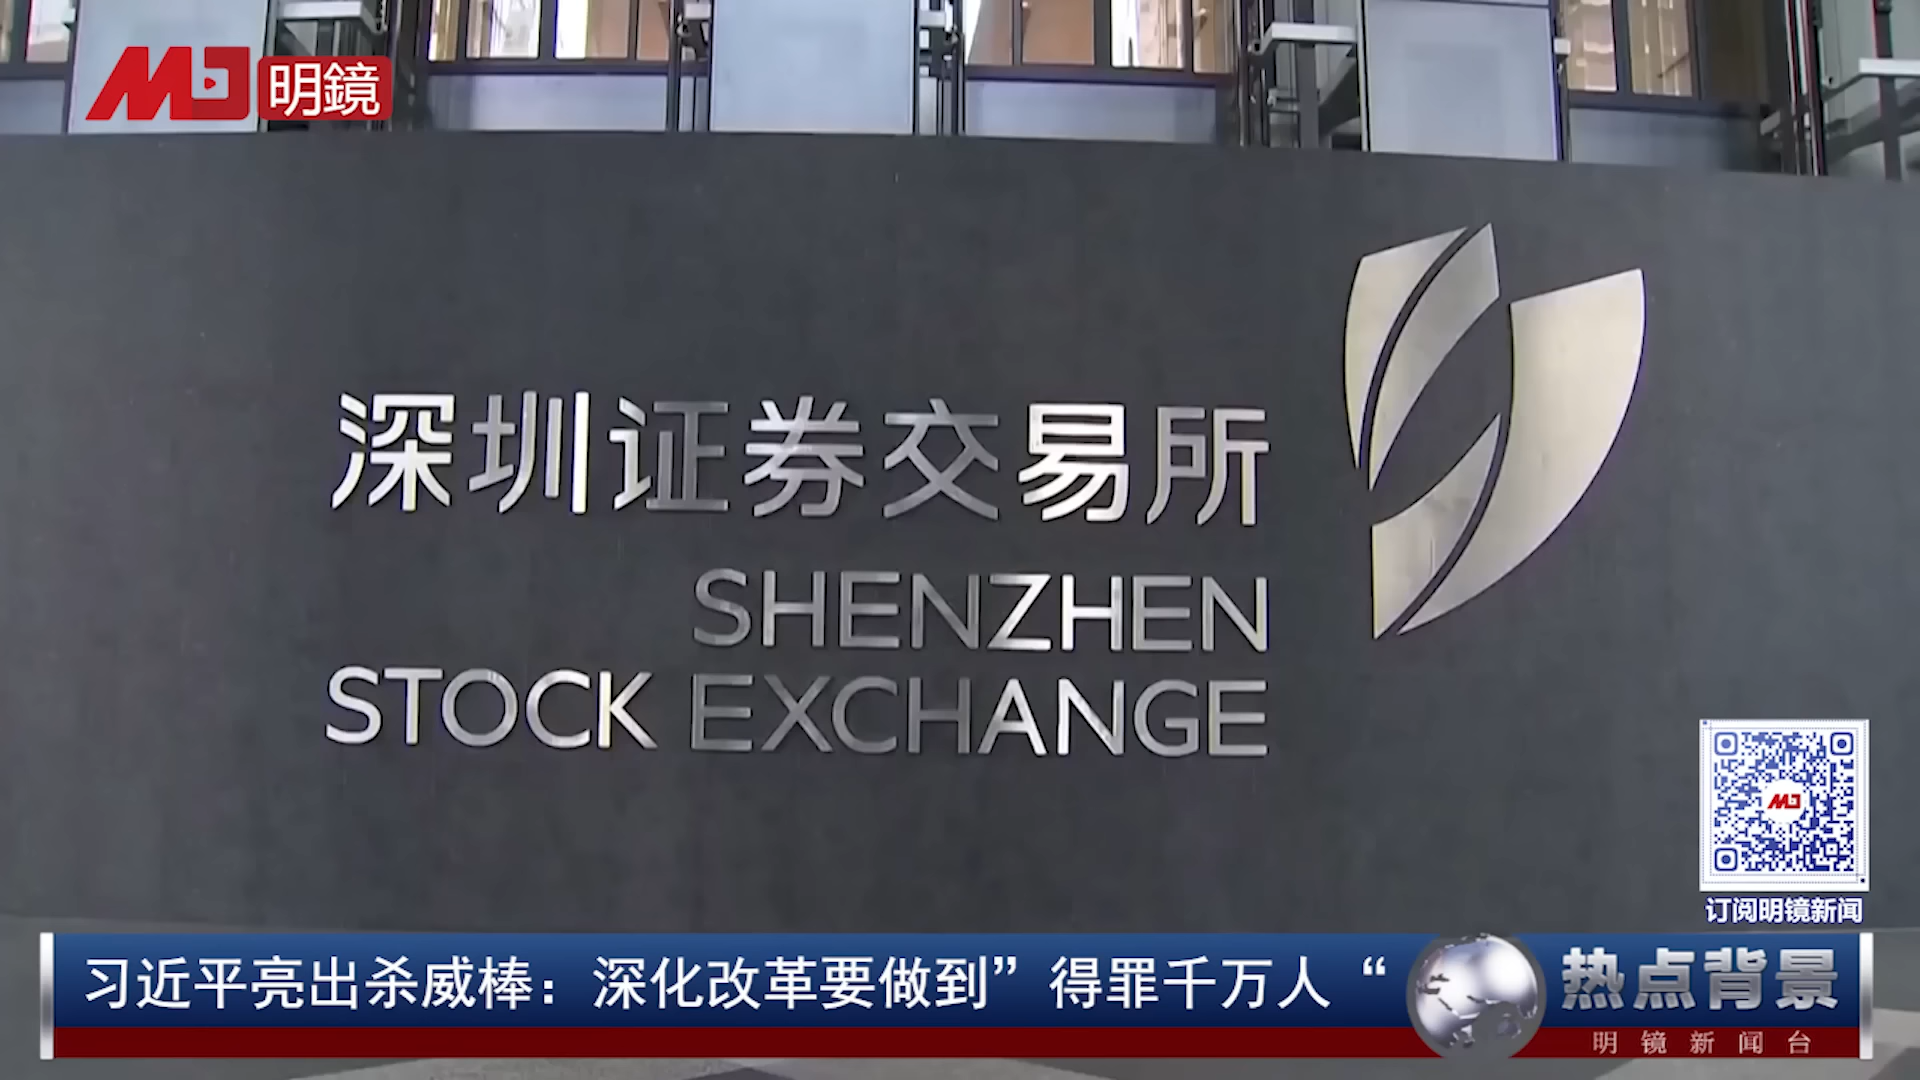 MJ 明鏡
深圳证券交易所
SHENZHEN
STOCK EXCHANGE
MJ
订阅明镜新闻
习近平亮出杀威棒：深化改革要做到”得罪千万人“
热点背景
明镜新闻台